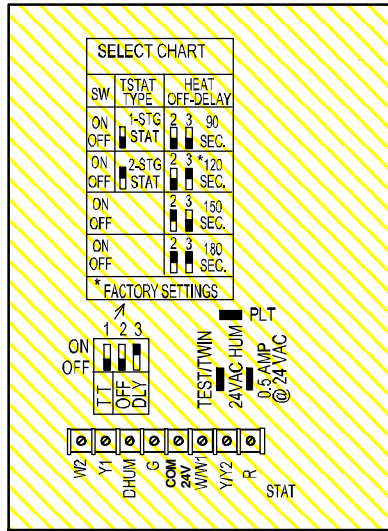 SELECT CHART
SW
TSTAT TYPE
HEAT OFF-DELAY
ON
OFF
1-STG STAT
2 3
90 SEC.
ON
OFF
2-STG STAT
2 3
*120 SEC.
ON
OFF
2 3
150 SEC.
ON
OFF
2 3
180 SEC.
* FACTORY SETTINGS
1 2 3
ON
OFF
TT
OFF DLY
PLT
TEST/TWIN
24VAC HUM
0.5 AMP @ 24 VAC
W2
Y1
DHUM
G
COM 24V
W/W1
Y/Y2
R
STAT